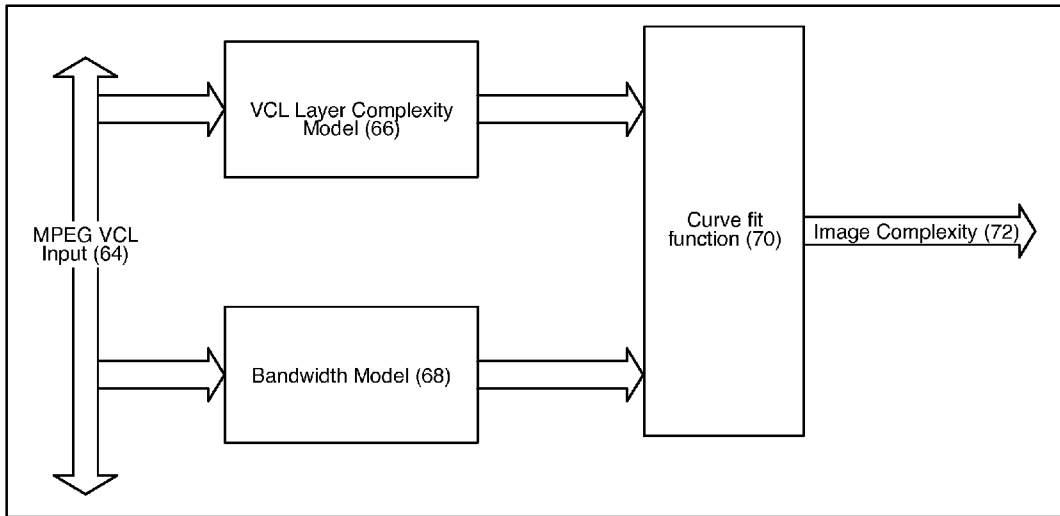 VCL Layer Complexity
Model (66)
MPEG VCL
Input (64)
Curve fit
function (70)
Image Complexity (72)
Bandwidth Model (68)